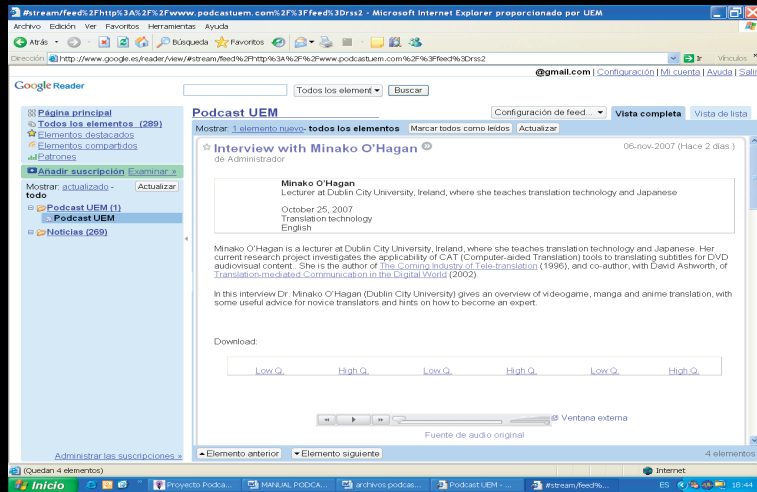 #stream/feed%2Fhttp%3A%2F%2Fwww.podcastuem.com%2F%3Ffeed%3Drss2 - Microsoft Internet Explorer proporcionado por UEM
Archivo Edición Ver Favoritos Herramientas Ayuda
Atrás Búsqueda Favoritos
Dirección http://www.google.es/reader/view/#stream/feed%2Fhttp%3A%2F%2Fwww.podcastuem.com%2F%3Ffeed%3Drss2 Ir Vínculos »
@gmail.com | Configuración | Mi cuenta | Ayuda | Salir
Google Reader Todos los element Buscar
Página principal
Todos los elementos (289)
Elementos destacados
Elementos compartidos
Patrones
Añadir suscripción Examinar »
Mostrar: actualizado - todo Actualizar
Podcast UEM (1)
Podcast UEM
Noticias (269)
Administrar las suscripciones »
Podcast UEM Configuración de feed... Vista completa Vista de lista
Mostrar: 1 elemento nuevo- todos los elementos Marcar todos como leídos Actualizar
Interview with Minako O'Hagan 06-nov-2007 (Hace 2 días.)
de Administrador
Minako O'Hagan
Lecturer at Dublin City University, Ireland, where she teaches translation technology and Japanese
October 25, 2007
Translation technology
English
Minako O'Hagan is a lecturer at Dublin City University, Ireland, where she teaches translation technology and Japanese. Her
current research project investigates the applicability of CAT (Computer-aided Translation) tools to translating subtitles for DVD
audiovisual content.. She is the author of The Coming Industry of Tele-translation (1996), and co-author, with David Ashworth, of
Translation-mediated Communication in the Digital World (2002).
In this interview Dr. Minako O'Hagan (Dublin City University) gives an overview of videogame, manga and anime translation, with
some useful advice for novice translators and hints on how to become an expert.
Download:
Low Q. High Q. Low Q. High Q. Low Q. High Q.
Ventana externa
Fuente de audio original
Elemento anterior Elemento siguiente 4 elementos
(Quedan 4 elementos) Internet
Inicio Proyecto Podca... MANUAL PODCA... archivos podcas... Podcast UEM - ... #stream/feed%... ES 18:44